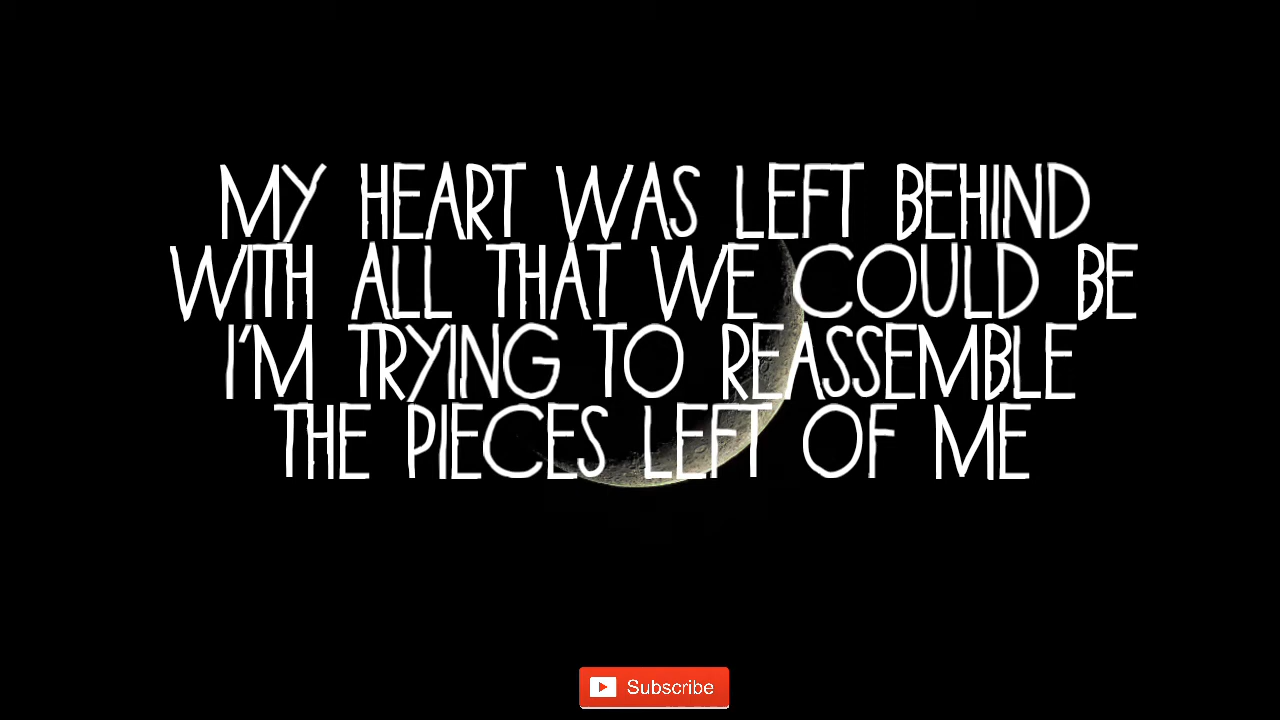 MY HEART WAS LEFT BEHIND
WITH ALL THAT WE COULD BE
I'M TRYING TO REASSEMBLE
THE PIECES LEFT OF ME
Subscribe